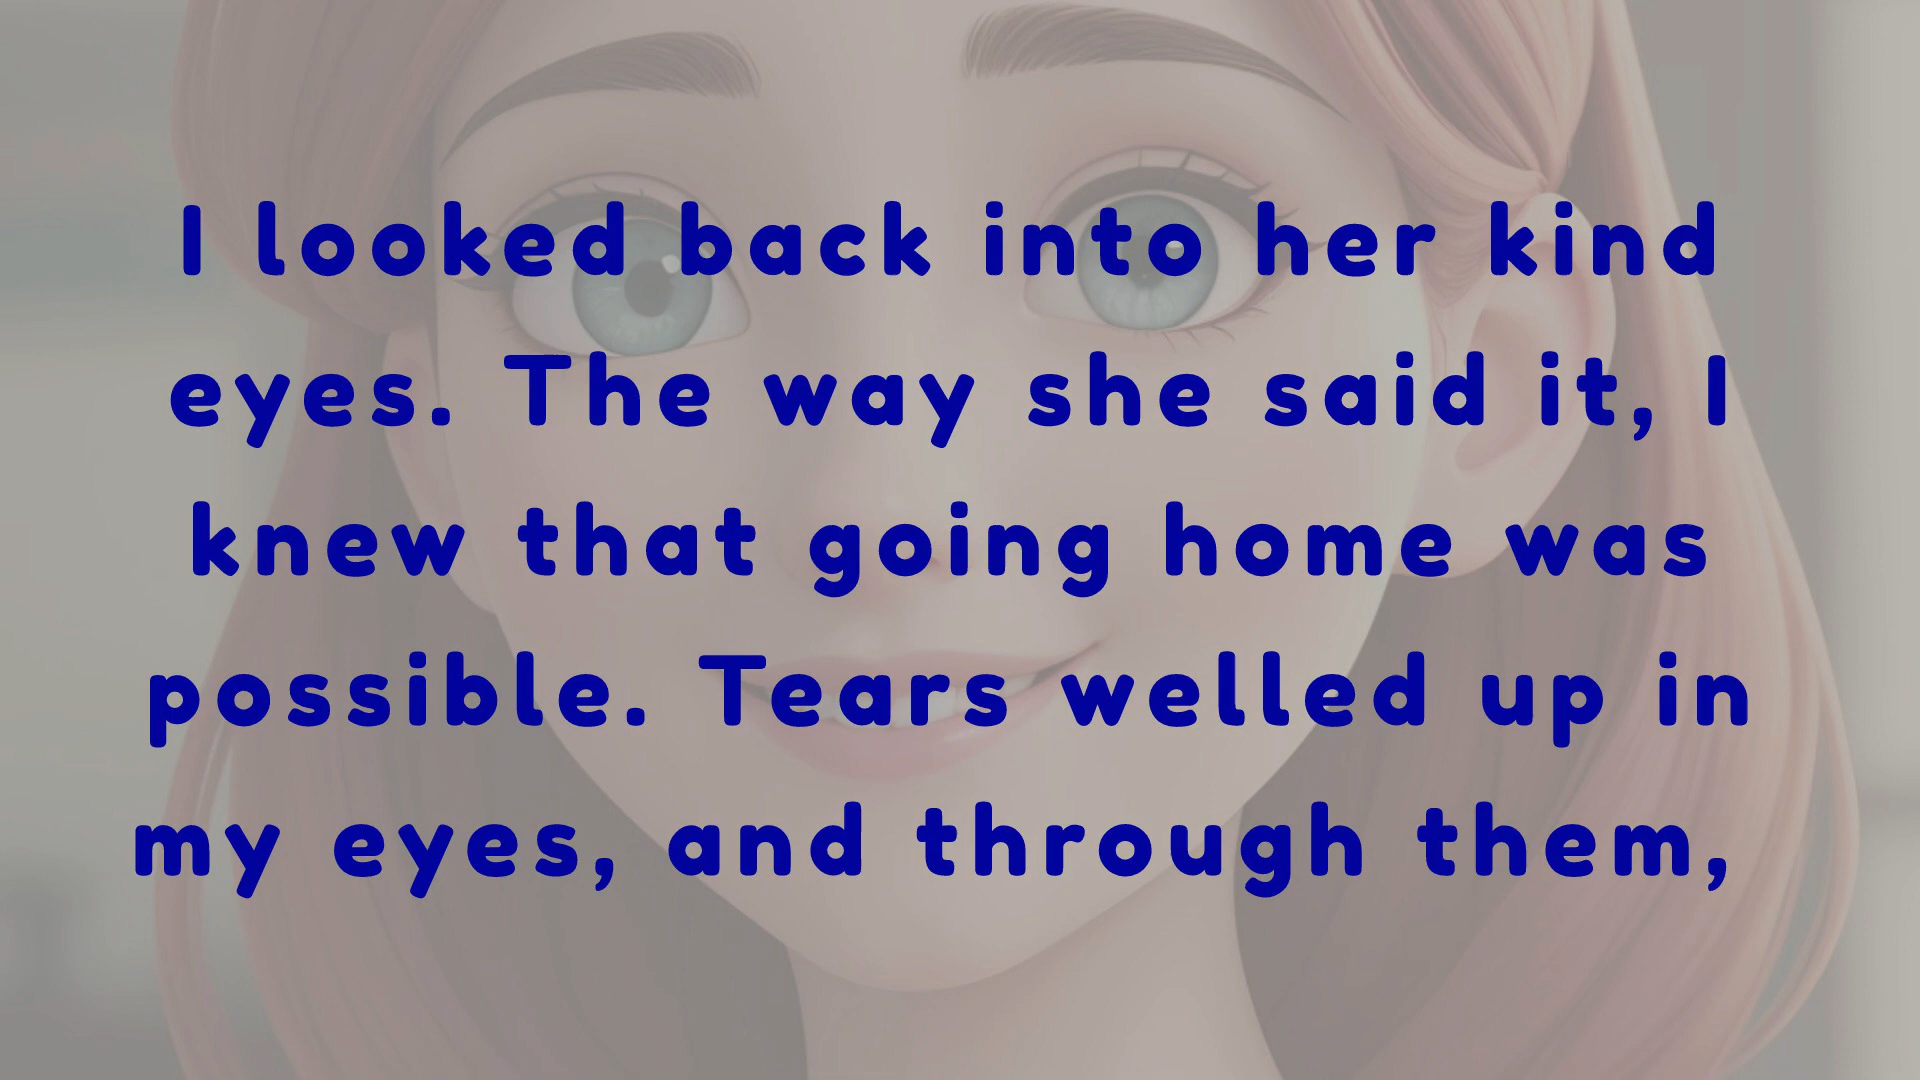 I looked back into her kind
eyes. The way she said it, I
knew that going home was
possible. Tears welled up in
my eyes, and through them,